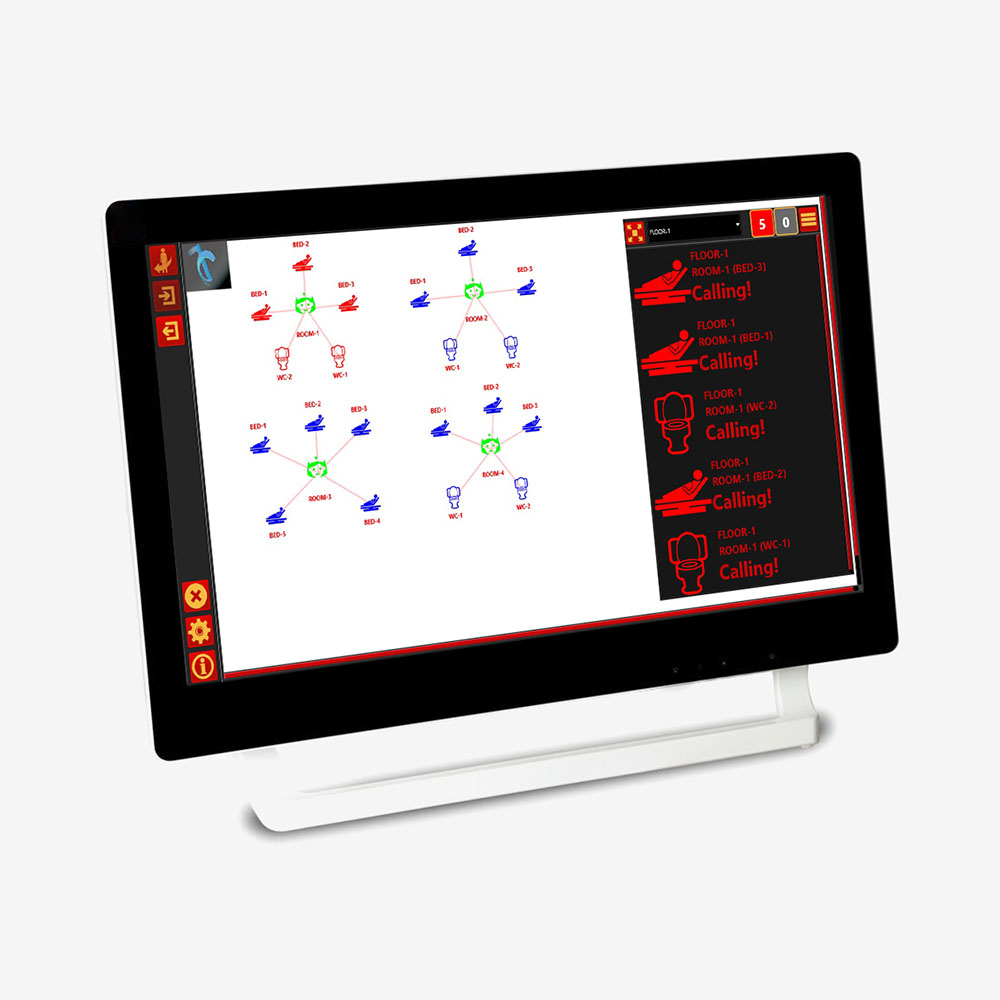 BED-2
BED-1
BED-3
ROOM-1
WC-2
WC-1
BED-2
BED-1
BED-3
ROOM-2
WC-1
WC-2
BED-2
BED-1
BED-3
ROOM-3
BED-4
BED-5
BED-2
BED-1
BED-3
ROOM-4
WC-1
WC-2
FLOOR-1
5 0
FLOOR-1
ROOM-1 (BED-3)
Calling!
FLOOR-1
ROOM-1 (BED-1)
Calling!
FLOOR-1
ROOM-1 (WC-2)
Calling!
FLOOR-1
ROOM-1 (BED-2)
Calling!
FLOOR-1
ROOM-1 (WC-1)
Calling!